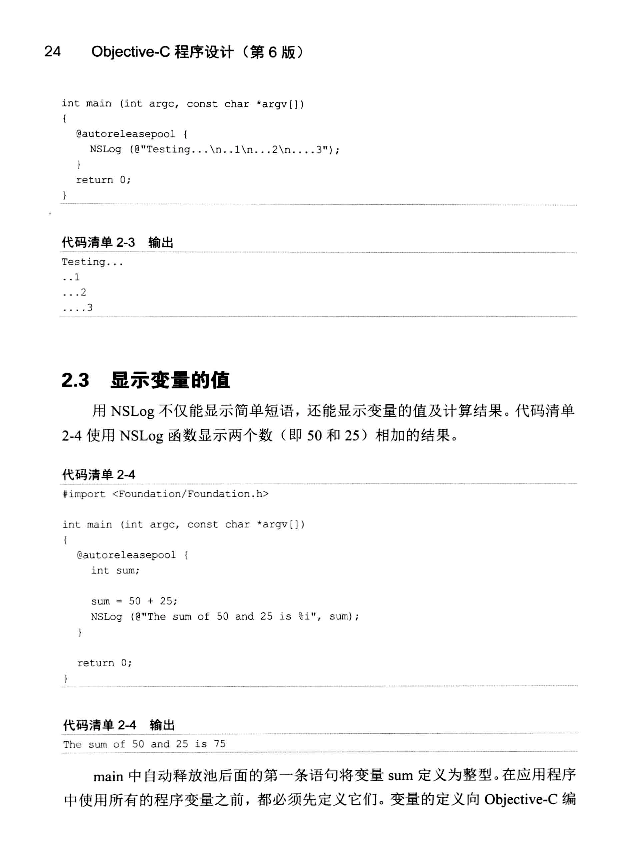 24 Objective-C 程序设计（第 6 版）
int main (int argc, const char *argv[])
{
@autoreleasepool {
NSLog (@"Testing...\n..1\n...2\n....3");
}
return 0;
}
代码清单 2-3 输出
Testing...
..1
...2
....3
2.3 显示变量的值
用 NSLog 不仅能显示简单短语，还能显示变量的值及计算结果。代码清单
2-4 使用 NSLog 函数显示两个数（即 50 和 25）相加的结果。
代码清单 2-4
#import <Foundation/Foundation.h>
int main (int argc, const char *argv[])
{
@autoreleasepool {
int sum;
sum = 50 + 25;
NSLog (@"The sum of 50 and 25 is %i", sum);
}
return 0;
}
代码清单 2-4 输出
The sum of 50 and 25 is 75
main 中自动释放池后面的第一条语句将变量 sum 定义为整型。在应用程序
中使用所有的程序变量之前，都必须先定义它们。变量的定义向 Objective-C 编